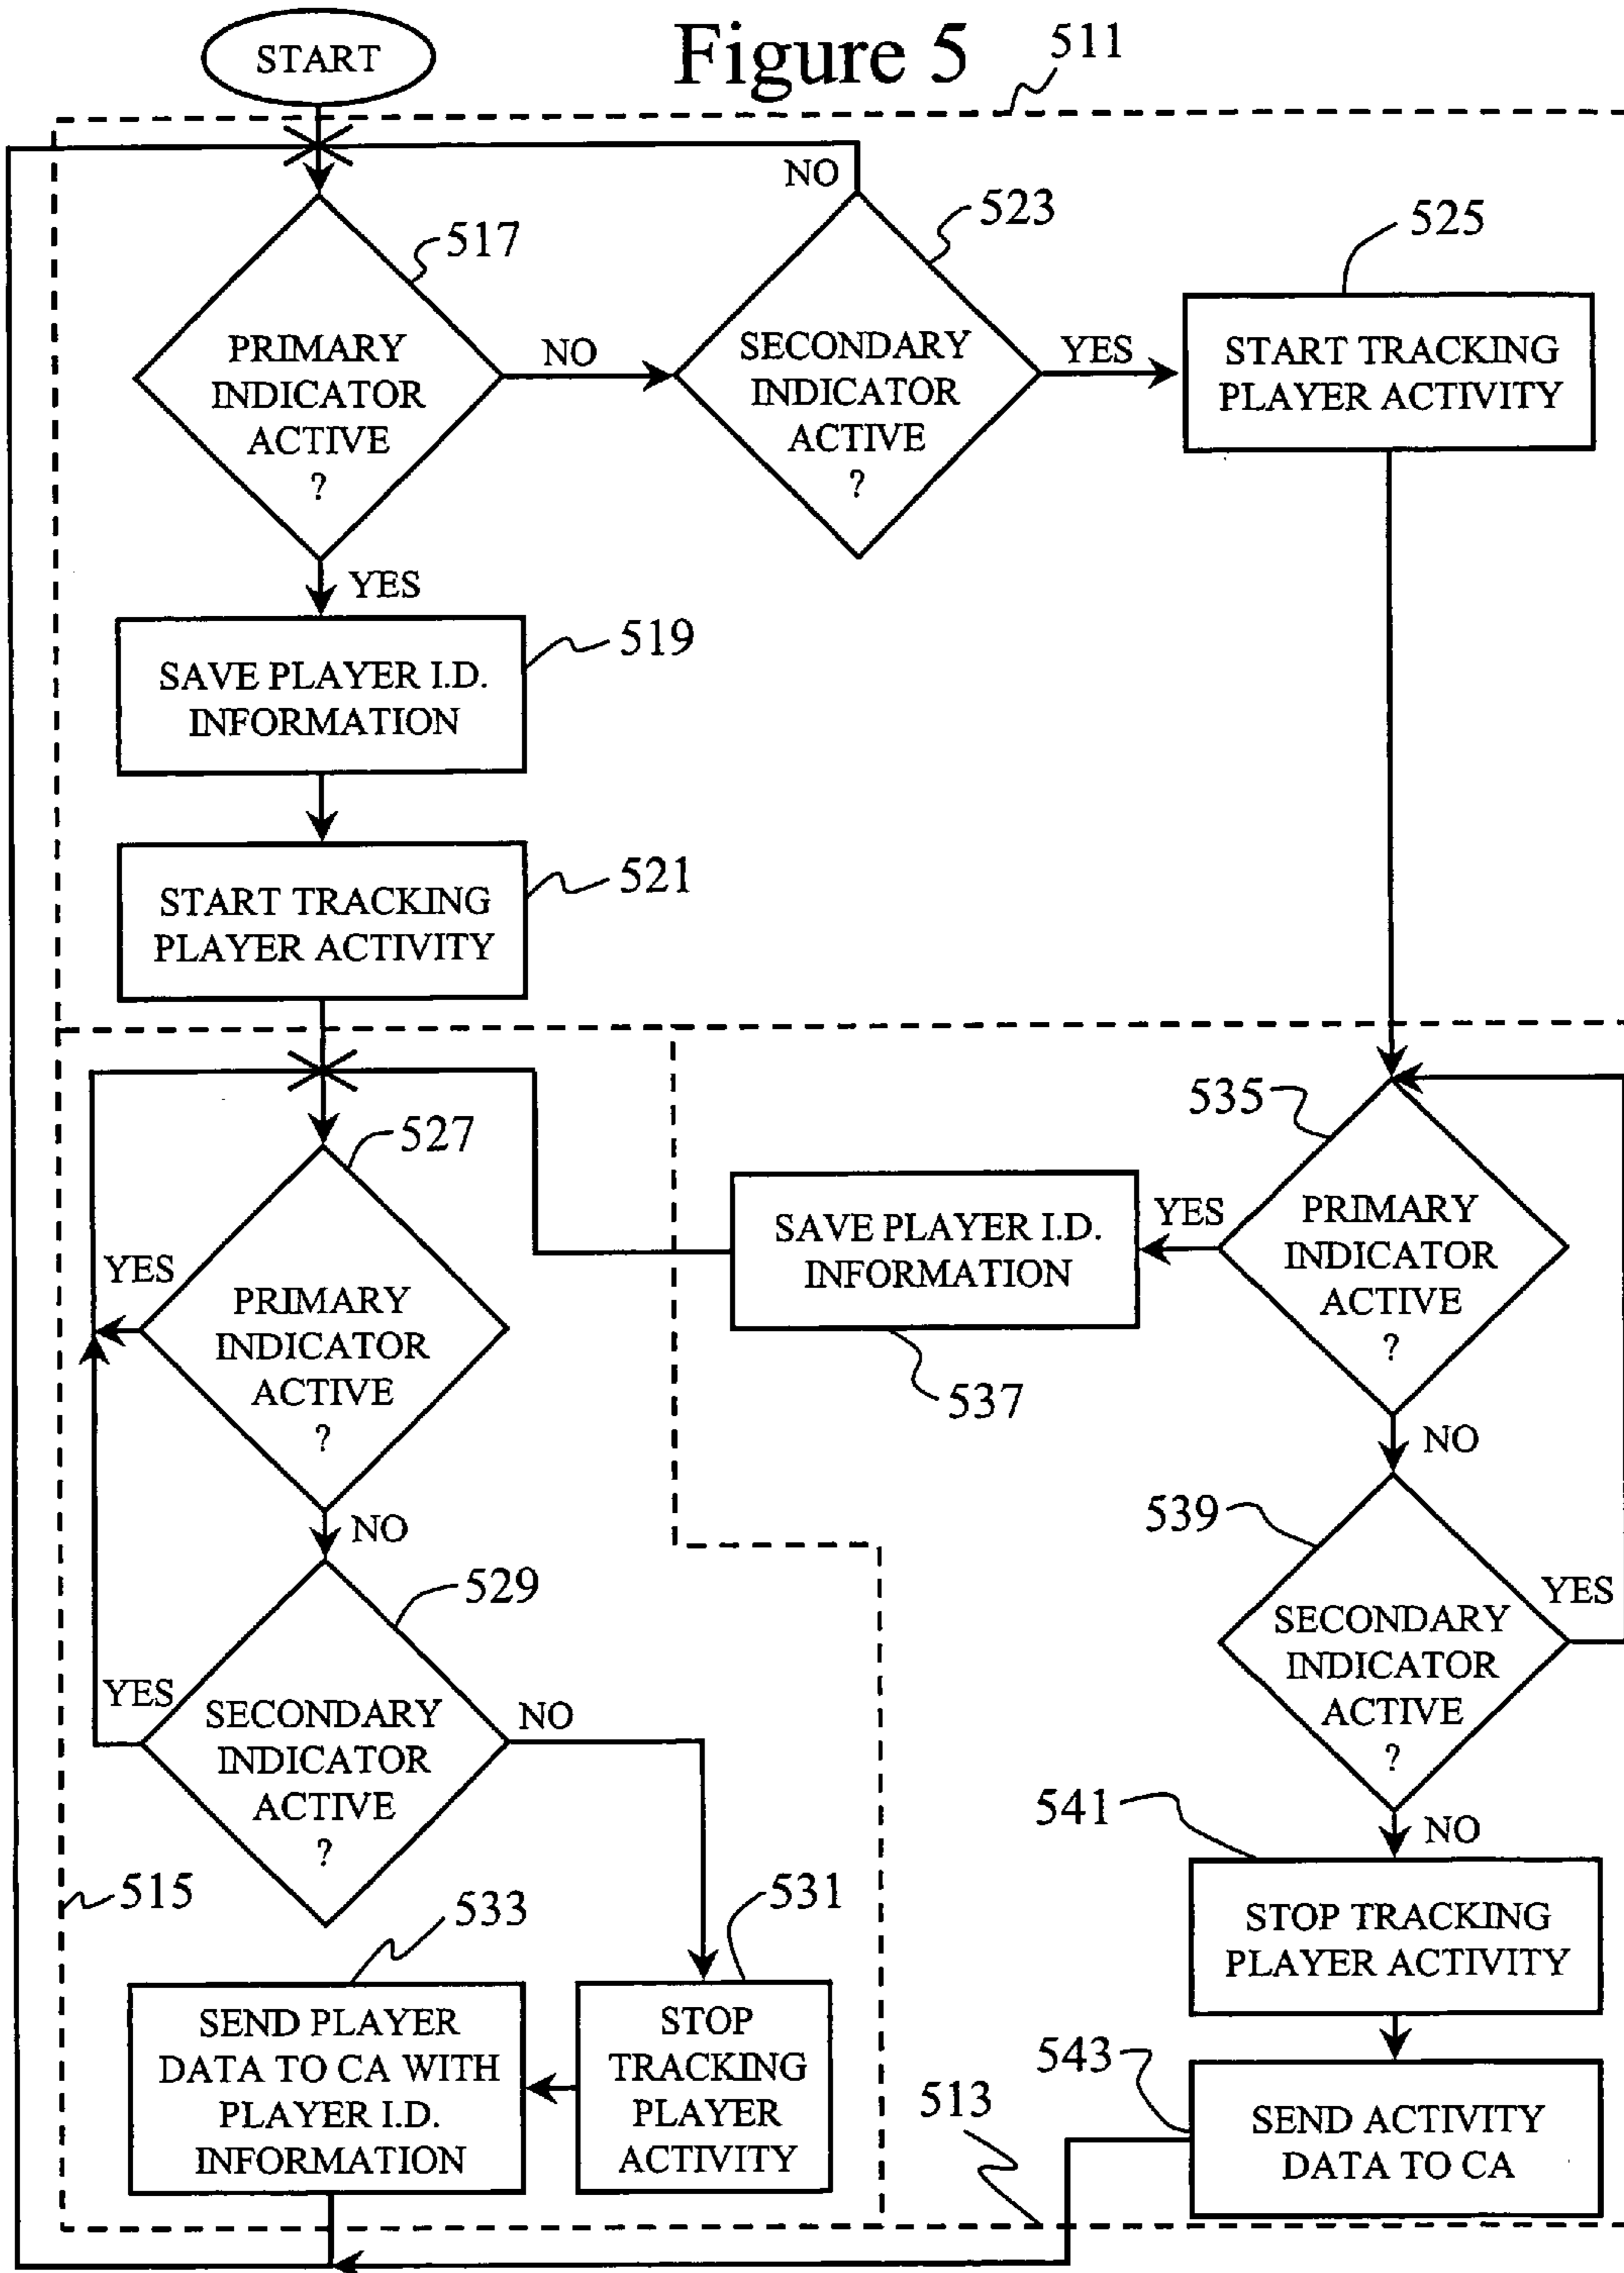 START
Figure 5
511
NO
517
523
525
PRIMARY
INDICATOR
ACTIVE
?
NO
SECONDARY
INDICATOR
ACTIVE
?
YES
START TRACKING
PLAYER ACTIVITY
YES
SAVE PLAYER I.D.
INFORMATION
519
START TRACKING
PLAYER ACTIVITY
521
527
535
YES
PRIMARY
INDICATOR
ACTIVE
?
SAVE PLAYER I.D.
INFORMATION
537
YES
PRIMARY
INDICATOR
ACTIVE
?
NO
NO
529
539
YES
SECONDARY
INDICATOR
ACTIVE
?
NO
SECONDARY
INDICATOR
ACTIVE
?
YES
NO
541
515
533
531
STOP TRACKING
PLAYER ACTIVITY
SEND PLAYER
DATA TO CA WITH
PLAYER I.D.
INFORMATION
STOP
TRACKING
PLAYER
ACTIVITY
543
513
SEND ACTIVITY
DATA TO CA